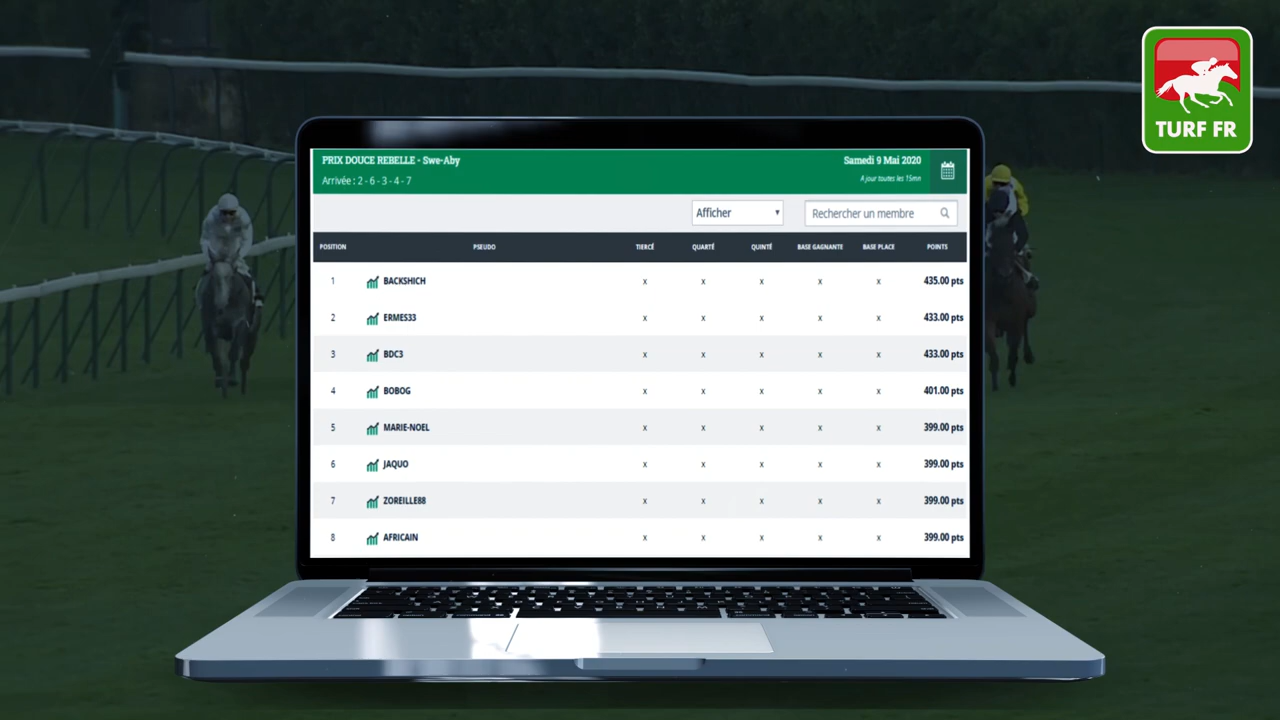 TURF FR
PRIX DOUCE REBELLE - Swe-Aby
Samedi 9 Mai 2020
Arrivée : 2 - 6 - 3 - 4 - 7
A jour toutes les 15mn
Afficher
Rechercher un membre
POSITION PSEUDO TIERCÉ QUARTÉ QUINTÉ BASE GAGNANTE BASE PLACE POINTS
1 BACKSHICH x x x x x 435.00 pts
2 ERMES33 x x x x x 433.00 pts
3 BDC3 x x x x x 433.00 pts
4 BOBOG x x x x x 401.00 pts
5 MARIE-NOEL x x x x x 399.00 pts
6 JAQUO x x x x x 399.00 pts
7 ZOREILLE88 x x x x x 399.00 pts
8 AFRICAIN x x x x x 399.00 pts